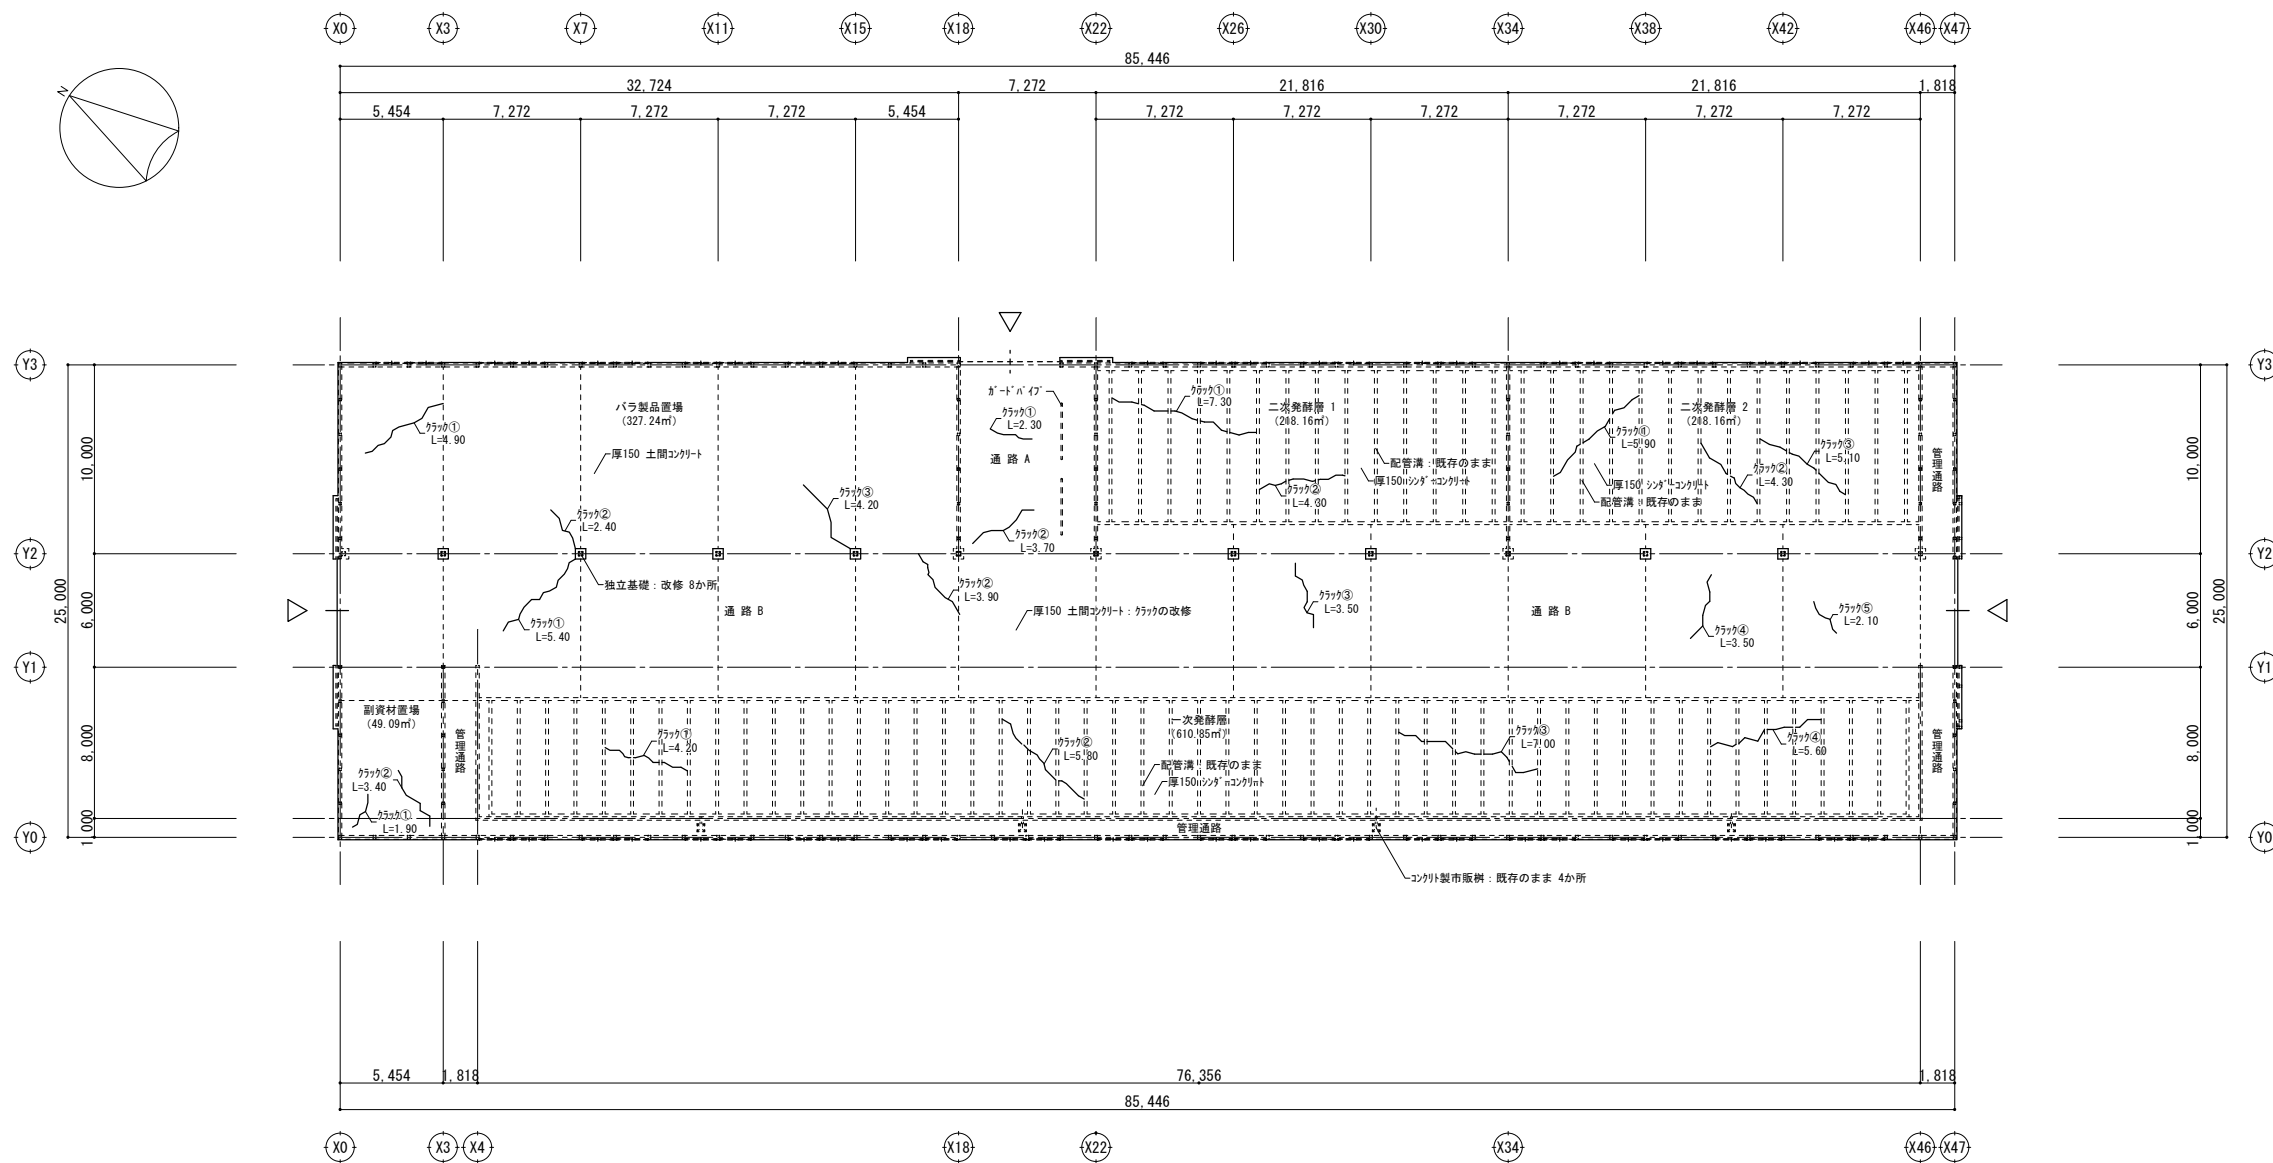 X0 X3 X7 X11 X15 X18 X22 X26 X30 X34 X38 X42 X46 X47
85,446
32,724 7,272 21,816 21,816 1,818
5,454 7,272 7,272 7,272 5,454 7,272 7,272 7,272 7,272 7,272 7,272
N
Y3 Y3
Y2 Y2
Y1 Y1
Y0 Y0
25,000
10,000
6,000
8,000
1,000
10,000
6,000
8,000
1,000
25,000
バラ製品置場
(327.24㎡)
クラック①
L=4.90
厚150 土間コンクリート
クラック②
L=2.40
クラック③
L=4.20
ガードパイプ
クラック①
L=2.30
通 路 A
クラック②
L=3.70
クラック①
L=7.30
二次発酵層 1
(218.16㎡)
配管溝：既存のまま
厚150 シンダーコンクリート
クラック②
L=4.30
二次発酵層 2
(218.16㎡)
クラック①
L=5.90
クラック③
L=5.10
クラック②
L=4.30
厚150 シンダーコンクリート
配管溝：既存のまま
管理通路
独立基礎：改修 8か所
クラック①
L=5.40
通 路 B
クラック②
L=3.90
厚150 土間コンクリート：クラックの改修
クラック③
L=3.50
通 路 B
クラック④
L=3.50
クラック⑤
L=2.10
副資材置場
(49.09㎡)
クラック②
L=3.40
クラック①
L=1.90
管理通路
クラック①
L=4.20
クラック②
L=5.80
一次発酵層
(610.85㎡)
配管溝：既存のまま
厚150 シンダーコンクリート
クラック③
L=7.00
クラック④
L=5.60
管理通路
管理通路
コンクリト製市販桝：既存のまま 4か所
5,454 1,818 76,356 1,818
85,446
X0 X3 X4 X18 X22 X34 X46 X47